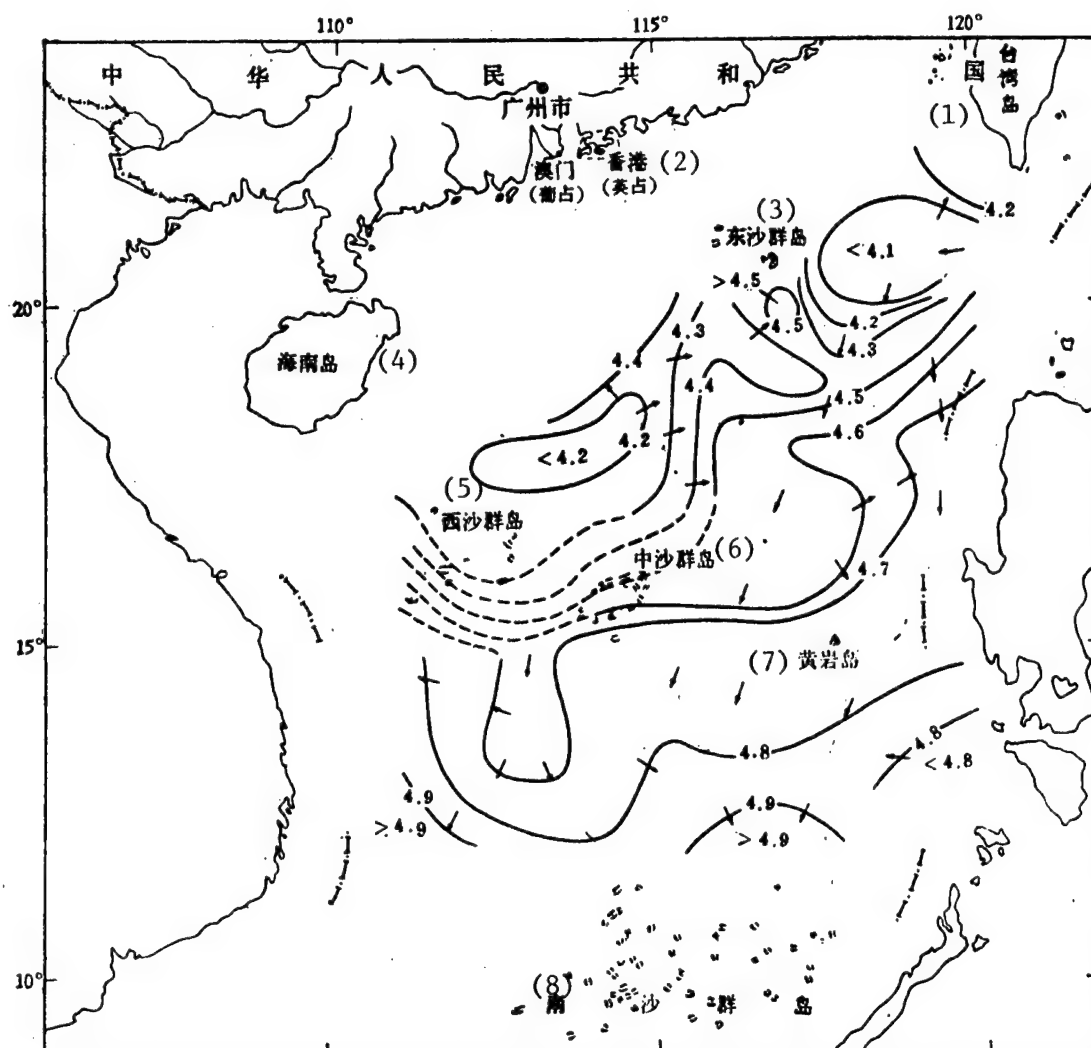 110° 115° 120°
中 华 人 民 共 和 国
台湾岛
(1)
广州市
澳门
(葡占)
香港 (2)
(英占)
4.2
(3)
东沙群岛
<4.1
>4.5
20°
4.5
4.2
4.3
4.3
4.4
海南岛
(4)
4.4
4.5
4.2
4.6
<4.2
(5)
西沙群岛
中沙群岛
(6)
4.7
15°
(7) 黄岩岛
4.8
4.8
<4.8
4.9
>4.9
4.9
>4.9
10°
(8)
南 沙 群 岛